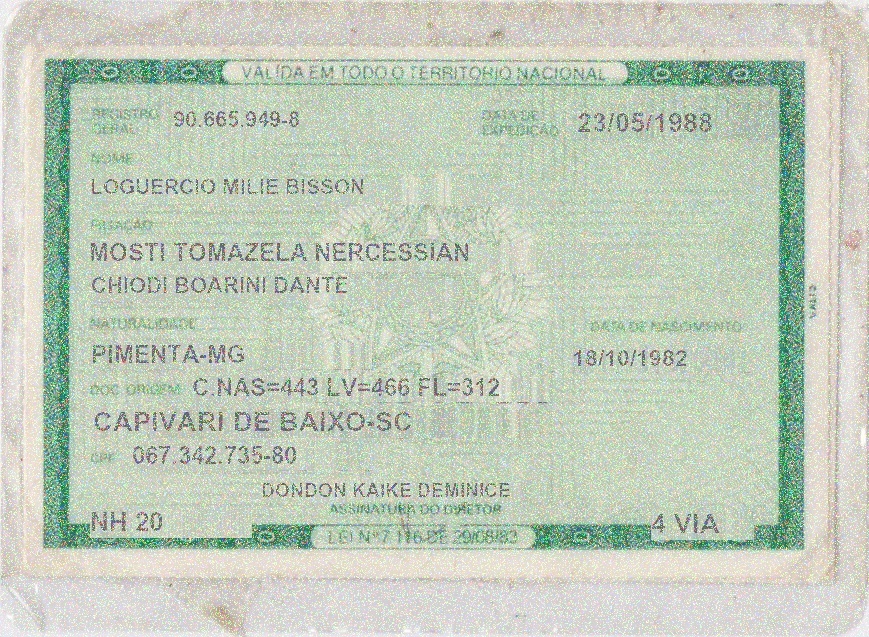 VALIDA EM TODO O TERRITORIO NACIONAL
REGISTRO GERAL 90.665.949-8 DATA DE EXPEDIÇÃO 23/05/1988
NOME
LOGUERCIO MILIE BISSON
FILIAÇÃO
MOSTI TOMAZELA NERCESSIAN
CHIODI BOARINI DANTE
NATURALIDADE DATA DE NASCIMENTO
PIMENTA-MG 18/10/1982
DOC ORIGEM C.NAS=443 LV=466 FL=312_ _ _
CAPIVARI DE BAIXO-SC
CPF 067.342.735-80
DONDON KAIKE DEMINICE
ASSINATURA DO DIRETOR
NH 20 4 VIA
LEI Nº 7.116 DE 29/08/83